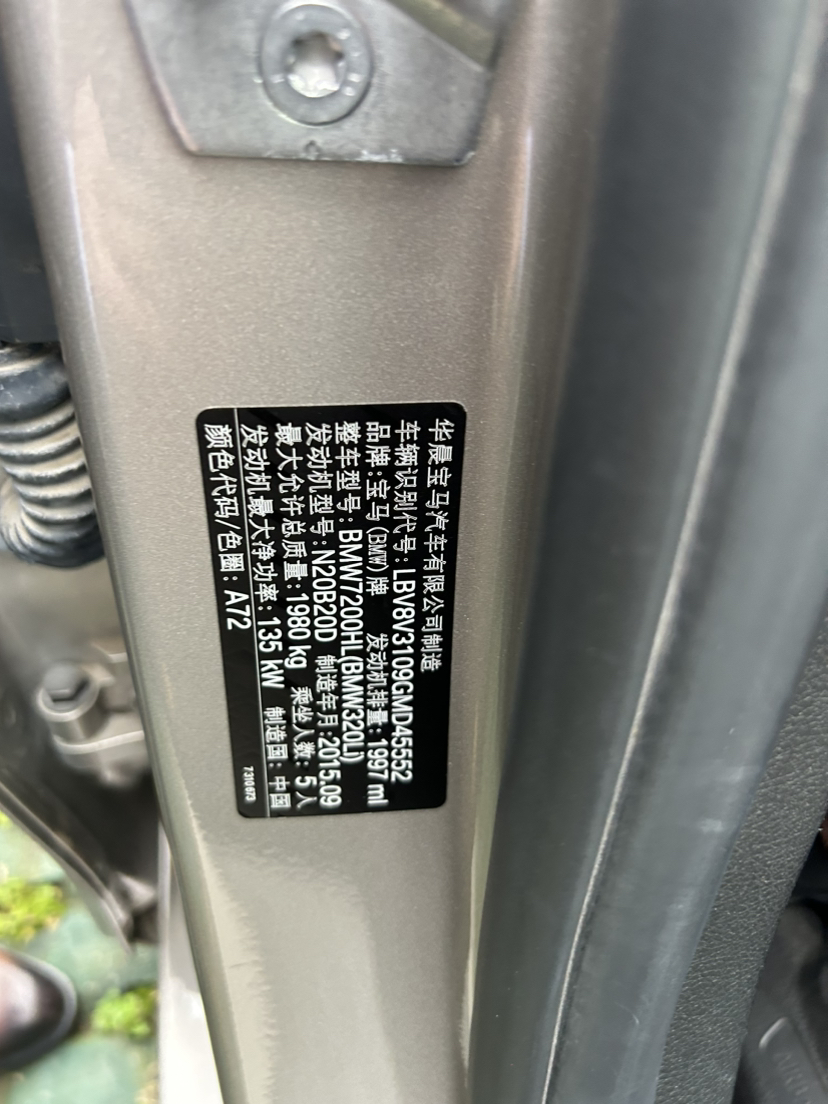 华晨宝马汽车有限公司制造
车辆识别代号:LBV8V3109GMD45552
品牌:宝马(BMW)牌 发动机排量:1997 ml
整车型号:BMW7200HL(BMW320Li)
发动机型号:N20B20D 制造年月:2015.09
最大允许总质量:1980 kg 乘坐人数:5人
发动机最大净功率:135 kW 制造国:中国
颜色代码/色圈:A72
7310673